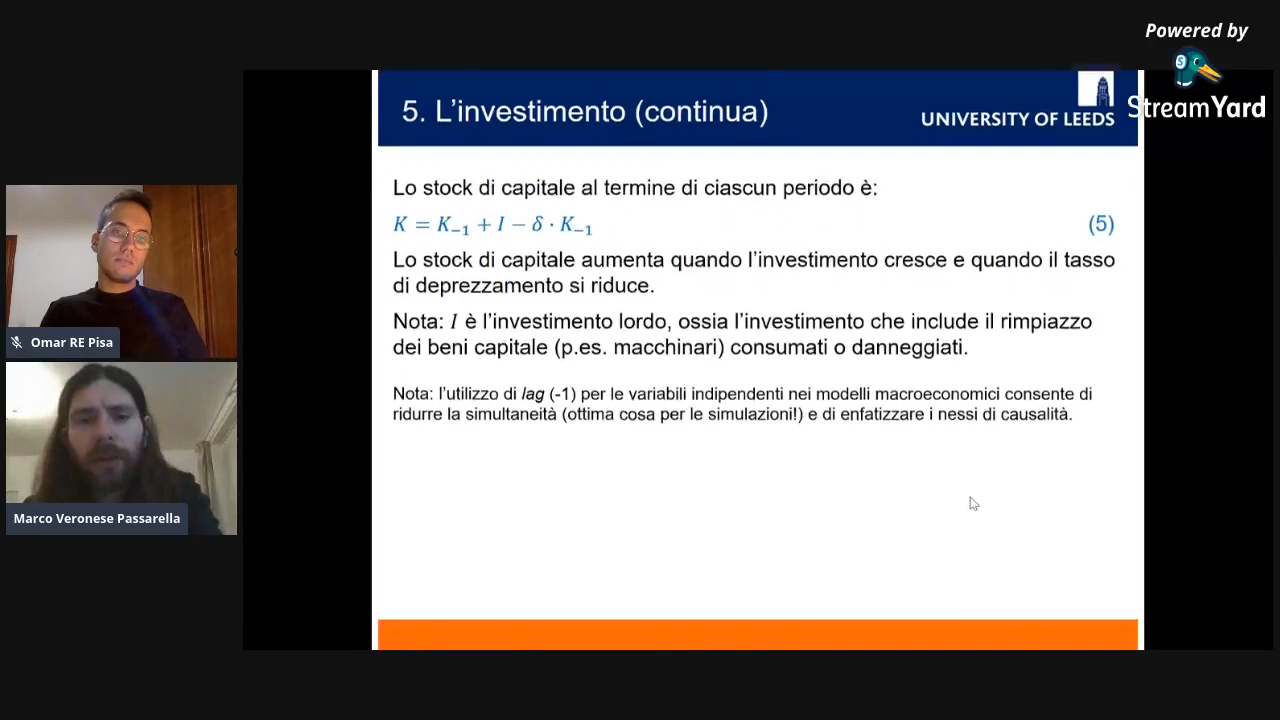 Powered by
StreamYard
5. L'investimento (continua)
UNIVERSITY OF LEEDS
Lo stock di capitale al termine di ciascun periodo è:
K = K₋₁ + I − δ · K₋₁ (5)
Lo stock di capitale aumenta quando l'investimento cresce e quando il tasso
di deprezzamento si riduce.
Nota: I è l'investimento lordo, ossia l'investimento che include il rimpiazzo
dei beni capitale (p.es. macchinari) consumati o danneggiati.
Nota: l'utilizzo di lag (-1) per le variabili indipendenti nei modelli macroeconomici consente di
ridurre la simultaneità (ottima cosa per le simulazioni!) e di enfatizzare i nessi di causalità.
Omar RE Pisa
Marco Veronese Passarella